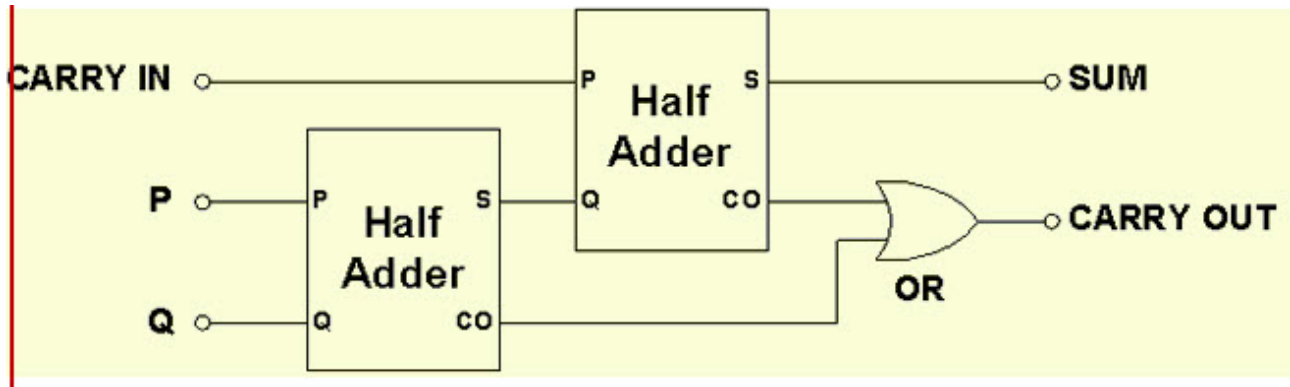 CARRY IN
P
S
SUM
Half
Adder
Q
CO
P
P
S
Half
Adder
Q
Q
CO
CARRY OUT
OR